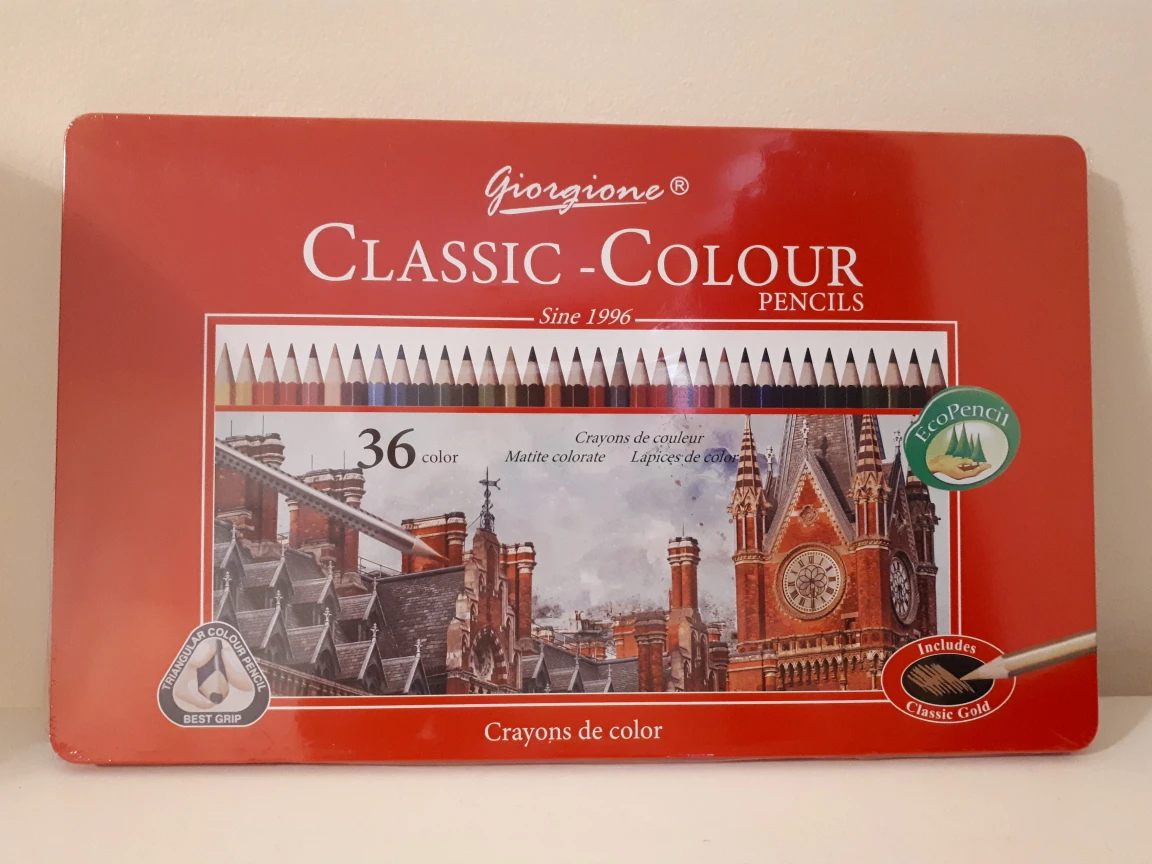 Giorgione®
CLASSIC -COLOUR
PENCILS
Sine 1996
36 color
Crayons de couleur
Matite colorate Lapices de color
EcoPencil
TRIANGULAR COLOUR PENCIL
BEST GRIP
Includes
Classic Gold
Crayons de color